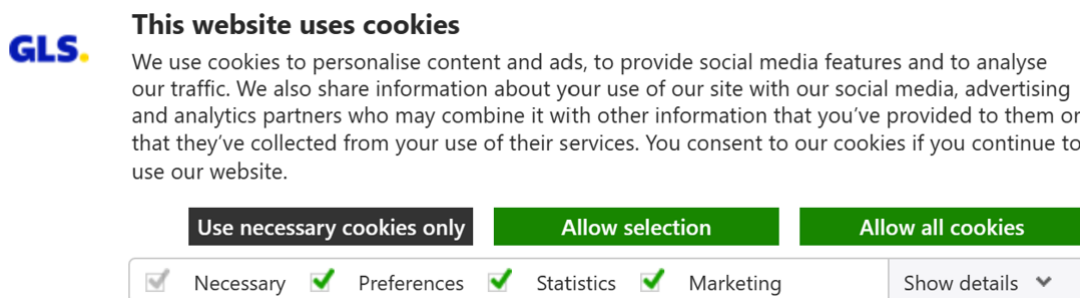 This website uses cookies
GLS.
We use cookies to personalise content and ads, to provide social media features and to analyse
our traffic. We also share information about your use of our site with our social media, advertising
and analytics partners who may combine it with other information that you've provided to them or
that they've collected from your use of their services. You consent to our cookies if you continue to
use our website.
Use necessary cookies only Allow selection Allow all cookies
Necessary Preferences Statistics Marketing Show details